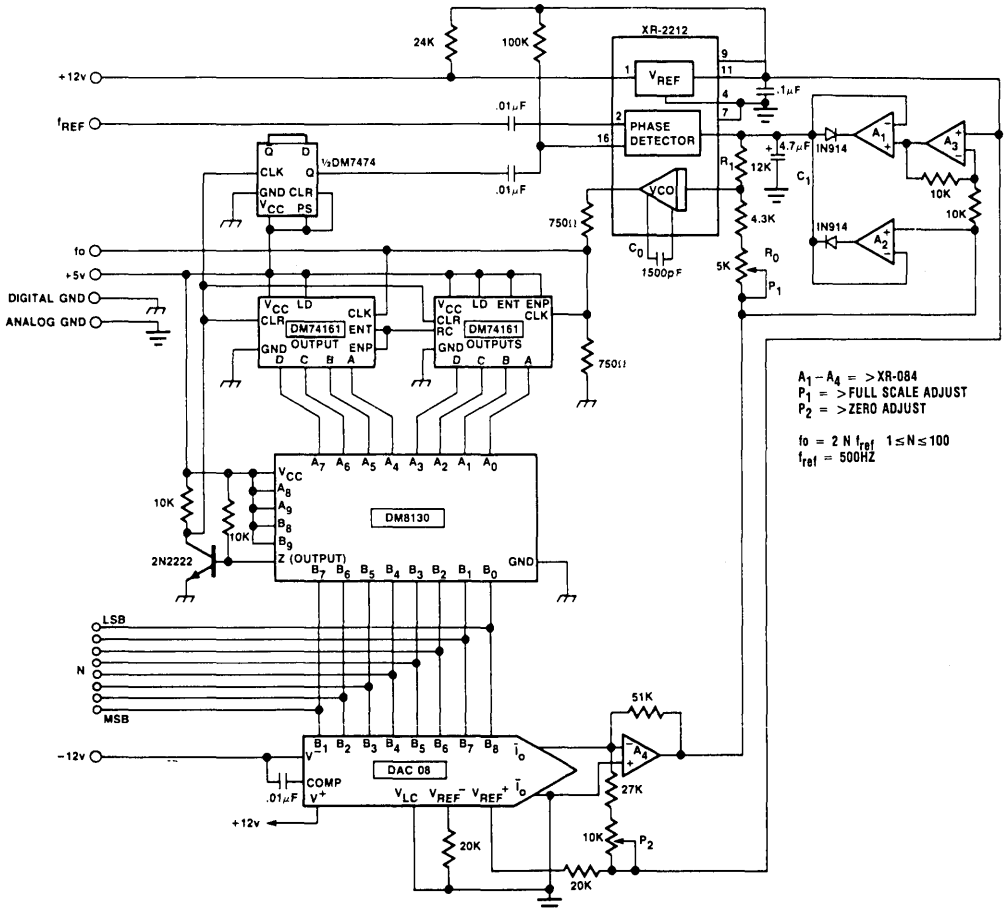 XR-2212
24K
100K
9
+12v
1
VREF
11
4
7
.1µF
.01µF
fREF
2
PHASE
DETECTOR
16
Q D
½DM7474
CLK Q
GND CLR
VCC PS
.01µF
R1
12K
4.7µF
C1
IN914
A1
- +
A3
+ -
10K
10K
VCO
750Ω
4.3K
IN914
A2
+ -
C0
1500pF
5K
R0
P1
fo
+5v
DIGITAL GND
ANALOG GND
VCC LD
CLR CLK
DM74161
ENT
GND OUTPUT
ENP
D C B A
VCC LD ENT ENP
CLR CLK
RC DM74161
GND OUTPUTS
D C B A
750Ω
A1-A4 = >XR-084
P1 = >FULL SCALE ADJUST
P2 = >ZERO ADJUST
fo = 2 N fref 1≤N≤100
fref = 500HZ
A7 A6 A5 A4 A3 A2 A1 A0
VCC
A8
A9
B8
B9
DM8130
10K
10K
2N2222
Z (OUTPUT)
GND
B7 B6 B5 B4 B3 B2 B1 B0
LSB
N
MSB
51K
B1 B2 B3 B4 B5 B6 B7 B8
-12v
V-
DAC 08
īo
- +
A4
COMP
.01µF
V+
īo
27K
VLC VREF- VREF+
+12v
10K
P2
20K
20K